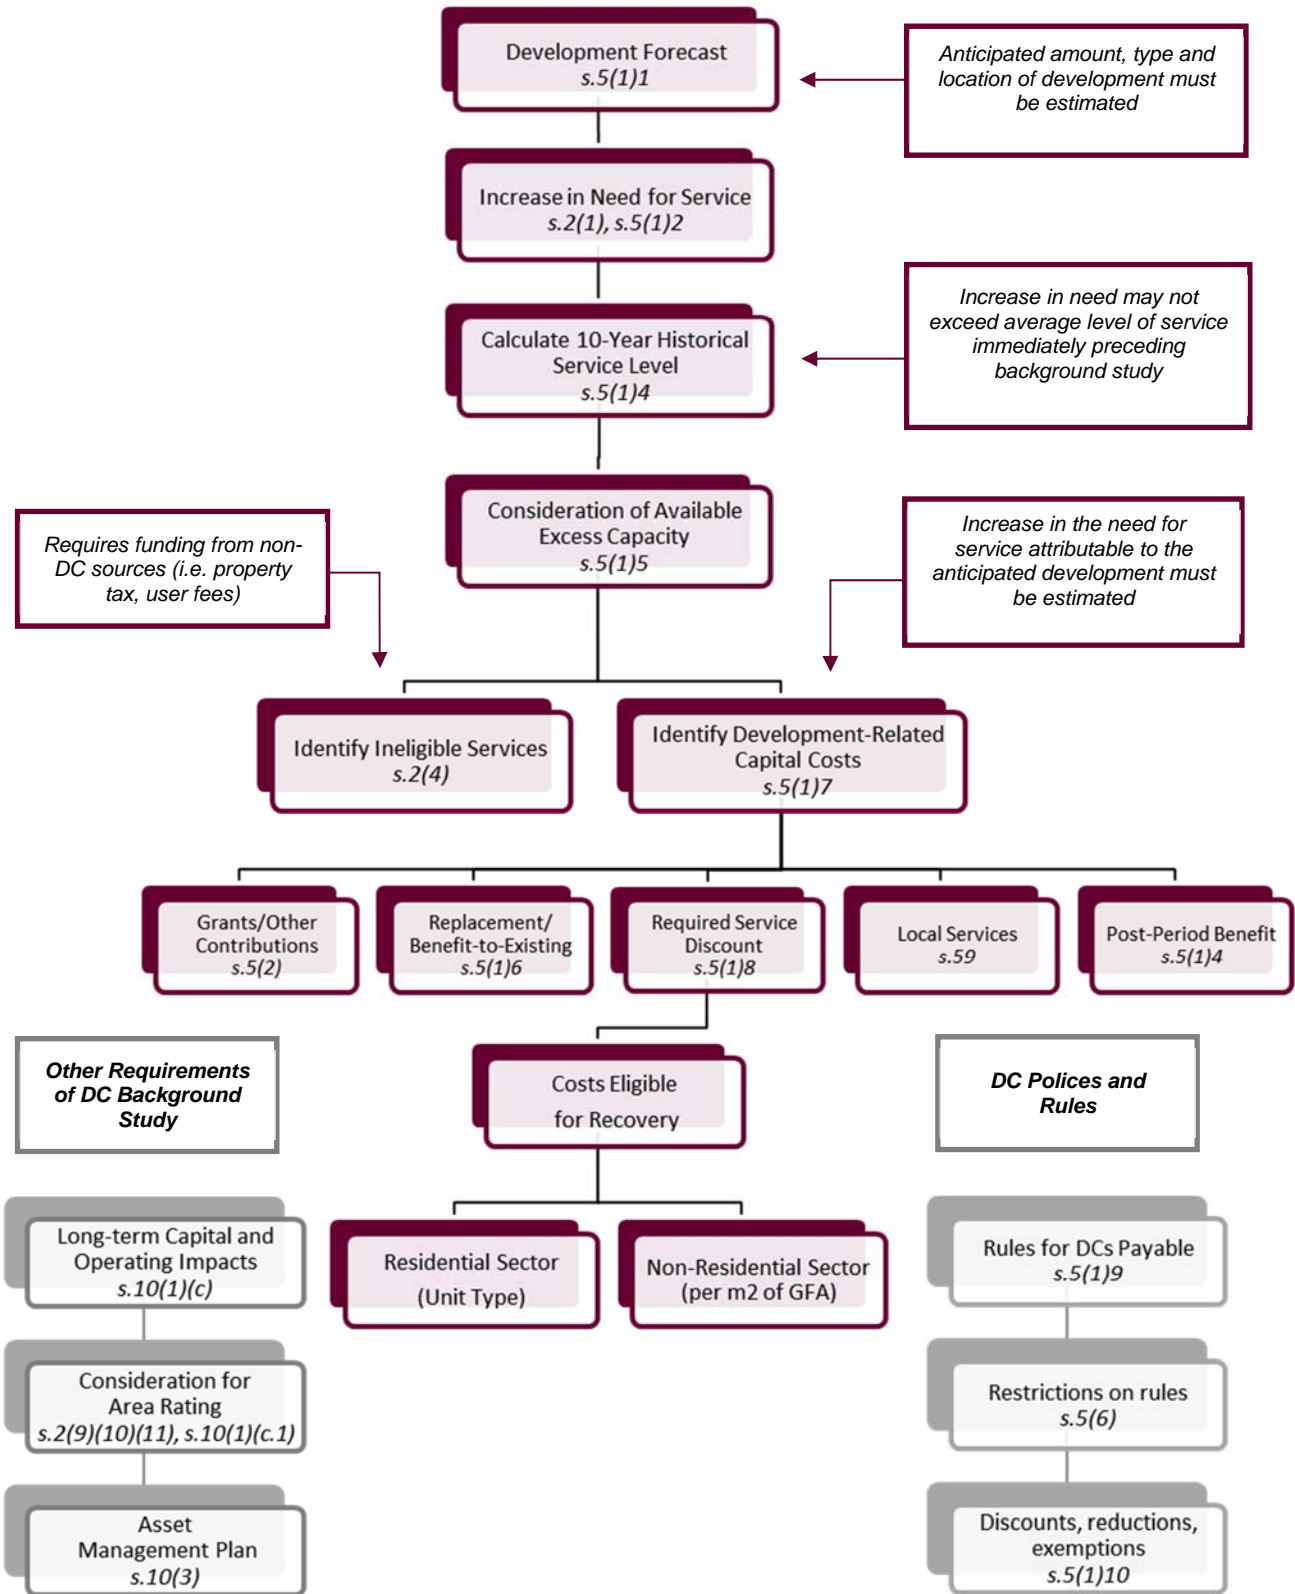 Development Forecast
s.5(1)1
Anticipated amount, type and
location of development must
be estimated
Increase in Need for Service
s.2(1), s.5(1)2
Calculate 10-Year Historical
Service Level
s.5(1)4
Increase in need may not
exceed average level of service
immediately preceding
background study
Consideration of Available
Excess Capacity
s.5(1)5
Requires funding from non-
DC sources (i.e. property
tax, user fees)
Increase in the need for
service attributable to the
anticipated development must
be estimated
Identify Ineligible Services
s.2(4)
Identify Development-Related
Capital Costs
s.5(1)7
Grants/Other
Contributions
s.5(2)
Replacement/
Benefit-to-Existing
s.5(1)6
Required Service
Discount
s.5(1)8
Local Services
s.59
Post-Period Benefit
s.5(1)4
Costs Eligible
for Recovery
Residential Sector
(Unit Type)
Non-Residential Sector
(per m2 of GFA)
Other Requirements
of DC Background
Study
Long-term Capital and
Operating Impacts
s.10(1)(c)
Consideration for
Area Rating
s.2(9)(10)(11), s.10(1)(c.1)
Asset
Management Plan
s.10(3)
DC Polices and
Rules
Rules for DCs Payable
s.5(1)9
Restrictions on rules
s.5(6)
Discounts, reductions,
exemptions
s.5(1)10